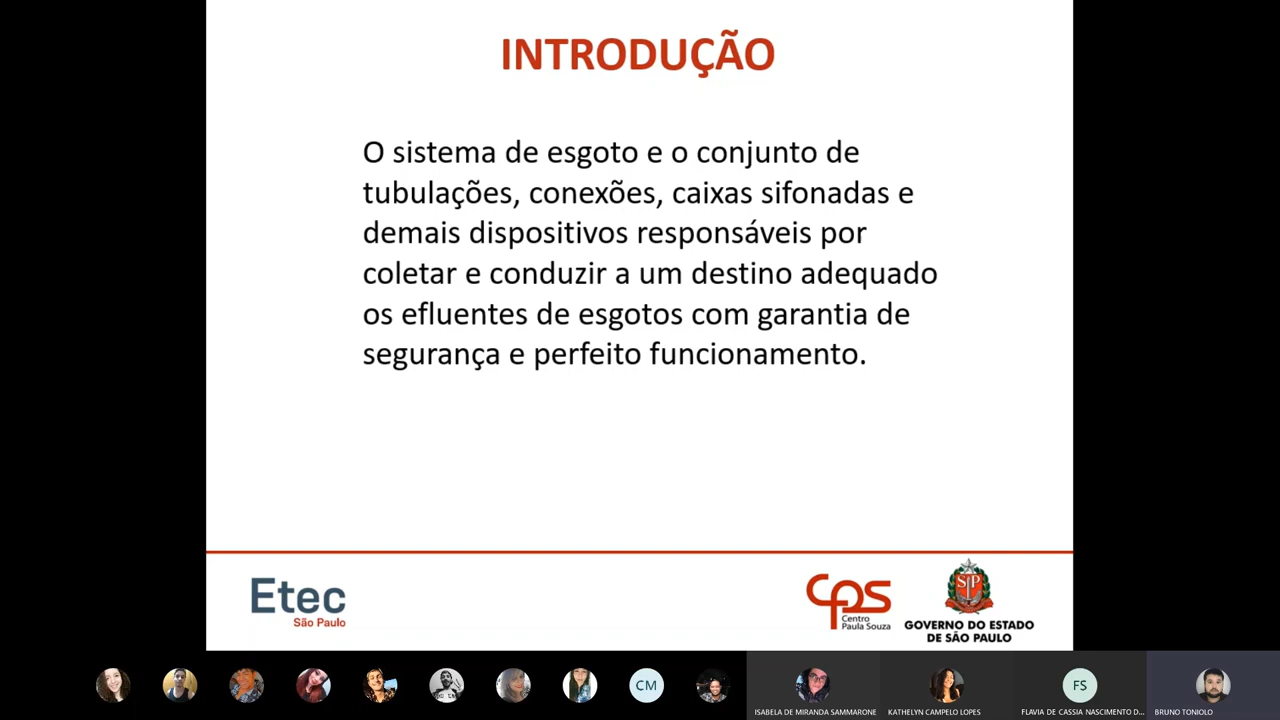 INTRODUÇÃO
O sistema de esgoto e o conjunto de
tubulações, conexões, caixas sifonadas e
demais dispositivos responsáveis por
coletar e conduzir a um destino adequado
os efluentes de esgotos com garantia de
segurança e perfeito funcionamento.
Etec
São Paulo
CPS
Centro
Paula Souza
SP
GOVERNO DO ESTADO
DE SÃO PAULO
CM
FS
ISABELA DE MIRANDA SAMMARONE
KATHELYN CAMPELO LOPES
FLAVIA DE CASSIA NASCIMENTO D...
BRUNO TONIOLO